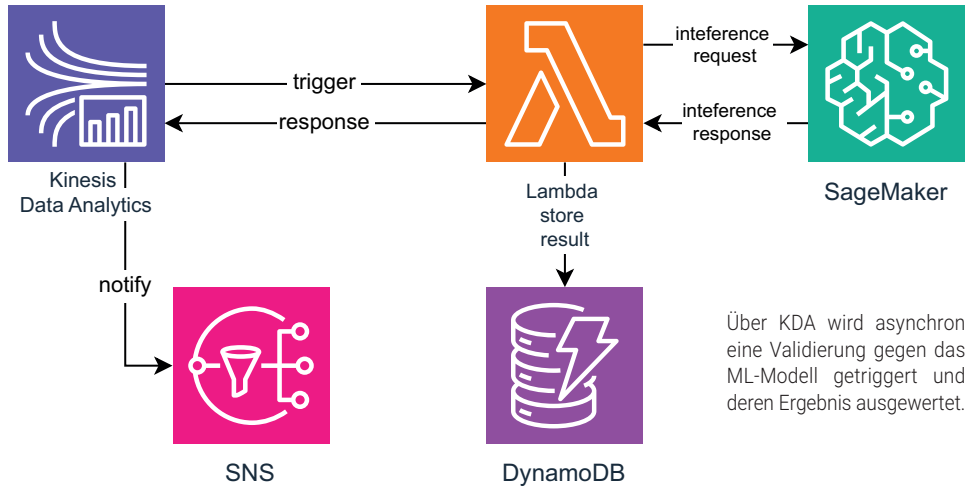 inteference
request
trigger
response
inteference
response
Kinesis
Data Analytics
Lambda
store
result
SageMaker
notify
Über KDA wird asynchron
eine Validierung gegen das
ML-Modell getriggert und
deren Ergebnis ausgewertet.
SNS
DynamoDB